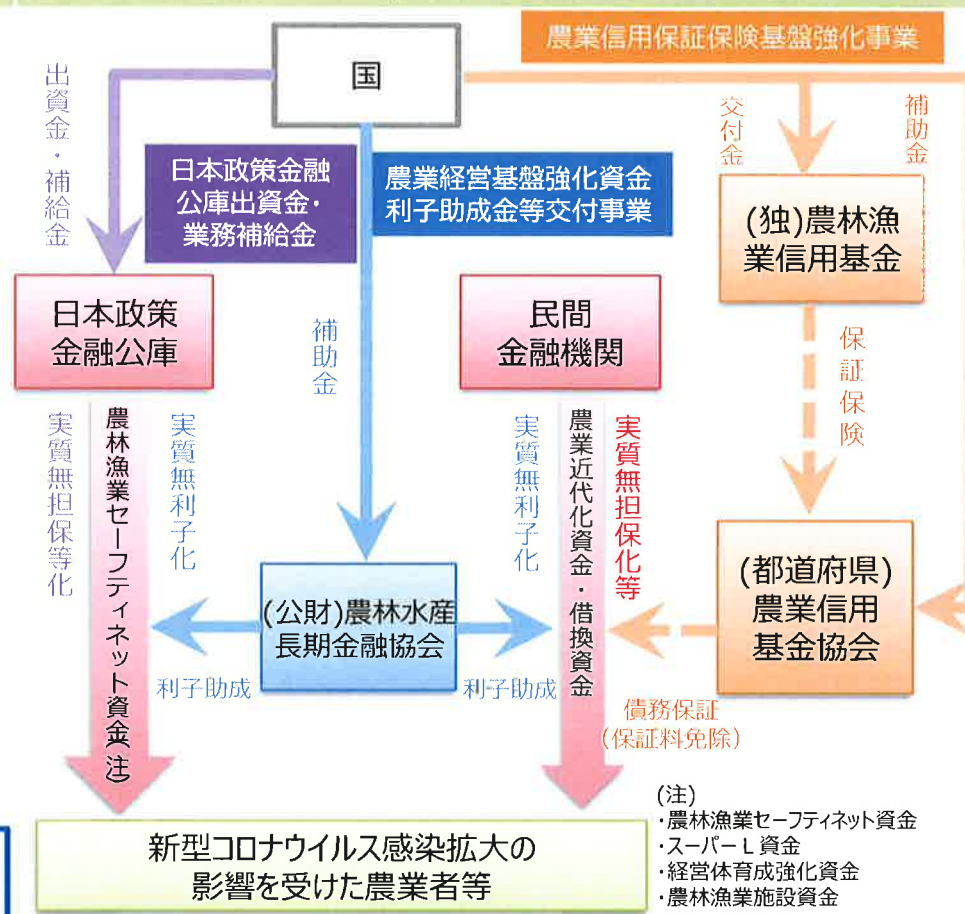 農業信用保証保険基盤強化事業
国
出資金・補給金
交付金
補助金
日本政策金融
公庫出資金・
業務補給金
農業経営基盤強化資金
利子助成金等交付事業
(独)農林漁
業信用基金
日本政策
金融公庫
補助金
民間
金融機関
保証保険
実質無担保等化
農林漁業セーフティネット資金(注)
実質無利子化
実質無利子化
農業近代化資金・借換資金
実質無担保化等
(公財)農林水産
長期金融協会
(都道府県)
農業信用
基金協会
利子助成
利子助成
債務保証
(保証料免除)
新型コロナウイルス感染拡大の
影響を受けた農業者等
(注)
・農林漁業セーフティネット資金
・スーパーL資金
・経営体育成強化資金
・農林漁業施設資金